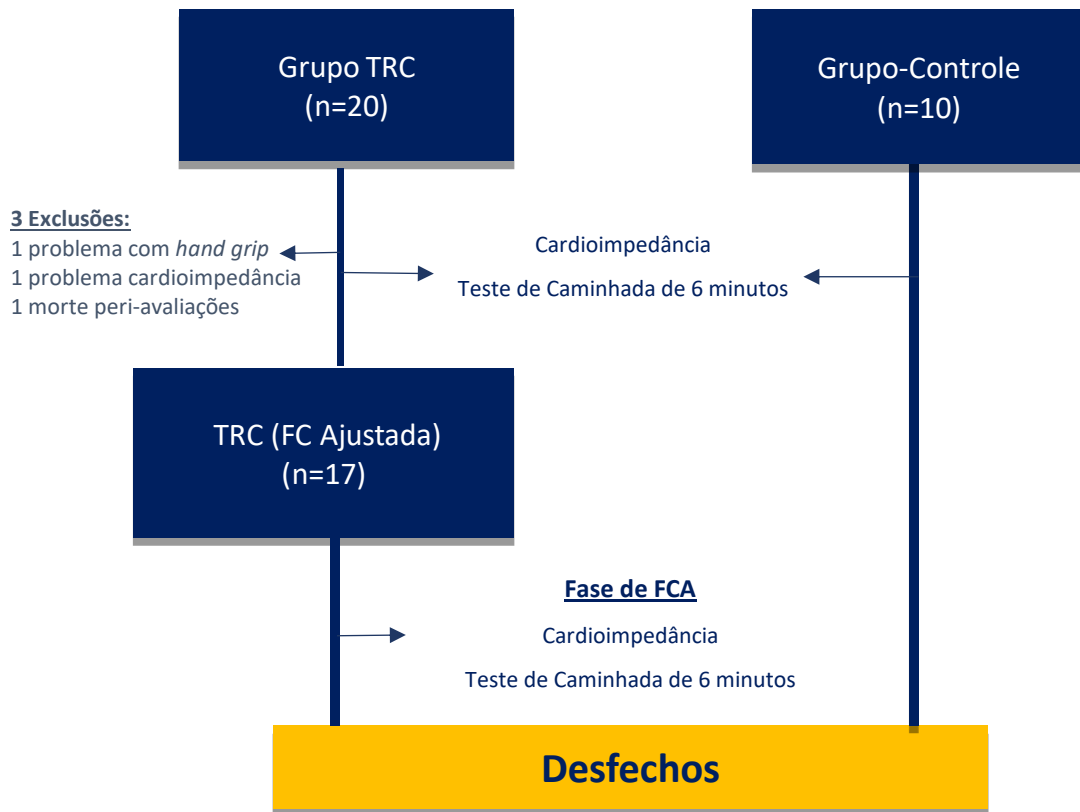 Grupo TRC
(n=20)
Grupo-Controle
(n=10)
3 Exclusões:
1 problema com hand grip
1 problema cardioimpedância
1 morte peri-avaliações
Cardioimpedância
Teste de Caminhada de 6 minutos
TRC (FC Ajustada)
(n=17)
Fase de FCA
Cardioimpedância
Teste de Caminhada de 6 minutos
Desfechos